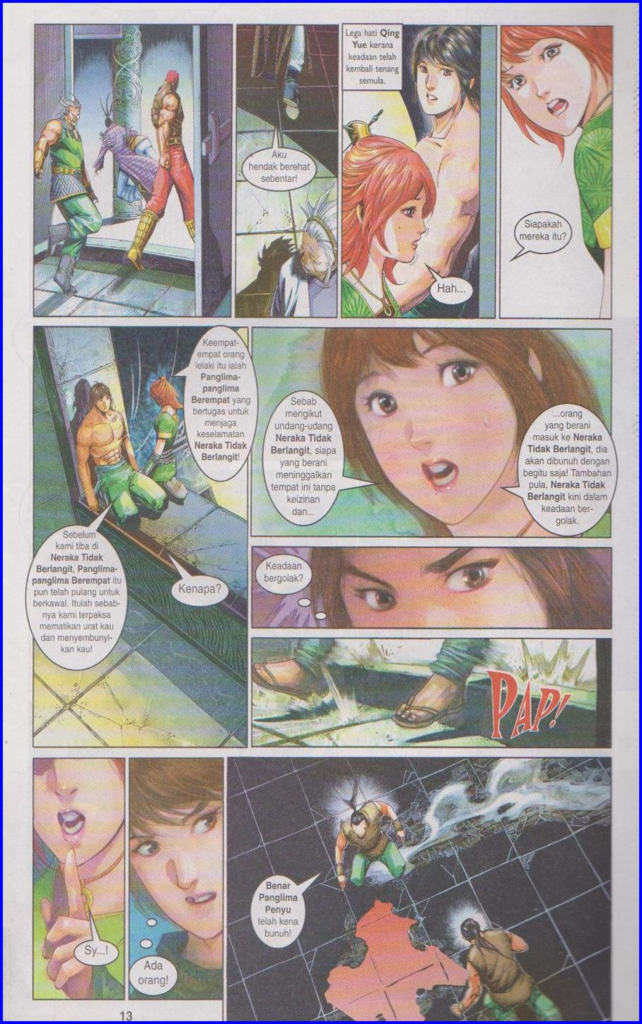 Aku
hendak berehat
sebentar!
Lega hati Qing
Yue kerana
keadaan telah
kembali tenang
semula.
Hah...
Siapakah
mereka itu?
Keempat-
empat orang
lelaki itu ialah
Panglima-
panglima
Berempat yang
bertugas untuk
menjaga
keselamatan
Neraka Tidak
Berlangit!
Kenapa?
Sebelum
kami tiba di
Neraka Tidak
Berlangit, Panglima-
panglima Berempat itu
pun telah pulang untuk
berkawal. Itulah sebab-
nya kami terpaksa
mematikan urat kau
dan menyembunyi-
kan kau!
Sebab
mengikut
undang-udang
Neraka Tidak
Berlangit, siapa
yang berani
meninggalkan
tempat ini tanpa
keizinan
dan...
...orang
yang berani
masuk ke Neraka
Tidak Berlangit, dia
akan dibunuh dengan
begitu saja! Tambahan
pula, Neraka Tidak
Berlangit kini dalam
keadaan ber-
golak.
Keadaan
bergolak?
PAP!
Sy...!
Ada
orang!
Benar
Panglima
Penyu
telah kena
bunuh!
13